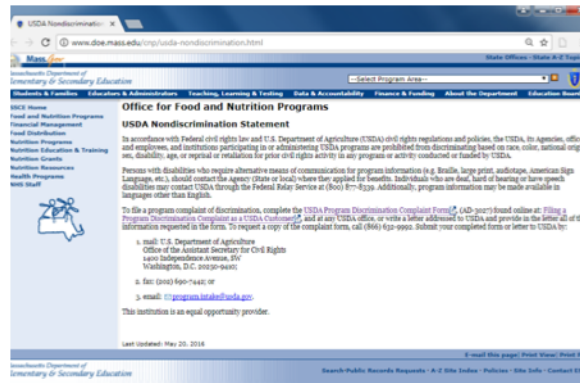 USDA Nondiscrimination
www.doe.mass.edu/cnp/usda-nondiscrimination.html
Mass.Gov
State Offices State A-Z Topic
Massachusetts Department of
Elementary & Secondary Education
--Select Program Area--
Students & Families Educators & Administrators Teaching, Learning & Testing Data & Accountability Finance & Funding About the Department Education Board
ESCE Home
Food and Nutrition Programs
Financial Management
Food Distribution
Nutrition Programs
Nutrition Education & Training
Nutrition Grants
Nutrition Resources
Health Programs
NHS Staff
Office for Food and Nutrition Programs
USDA Nondiscrimination Statement
In accordance with Federal civil rights law and U.S. Department of Agriculture (USDA) civil rights regulations and policies, the USDA, its Agencies, offic
and employees, and institutions participating in or administering USDA programs are prohibited from discriminating based on race, color, national orig
sex, disability, age, or reprisal or retaliation for prior civil rights activity in any program or activity conducted or funded by USDA.
Persons with disabilities who require alternative means of communication for program information (e.g. Braille, large print, audiotape, American Sign
Language, etc.), should contact the Agency (State or local) where they applied for benefits. Individuals who are deaf, hard of hearing or have speech
disabilities may contact USDA through the Federal Relay Service at (800) 877-8339. Additionally, program information may be made available in
languages other than English.
To file a program complaint of discrimination, complete the USDA Program Discrimination Complaint Form, (AD-3027) found online at: Filing a
Program Discrimination Complaint as a USDA Customer, and at any USDA office, or write a letter addressed to USDA and provide in the letter all of th
information requested in the form. To request a copy of the complaint form, call (866) 632-9992. Submit your completed form or letter to USDA by:
1. mail: U.S. Department of Agriculture
Office of the Assistant Secretary for Civil Rights
1400 Independence Avenue, SW
Washington, D.C. 20250-9410;
2. fax: (202) 690-7442; or
3. email: program.intake@usda.gov.
This institution is an equal opportunity provider.
Last Updated: May 20, 2016
E-mail this page| Print View| Print
Massachusetts Department of
Elementary & Secondary Education
Search·Public Records Requests · A-Z Site Index · Policies · Site Info · Contact E